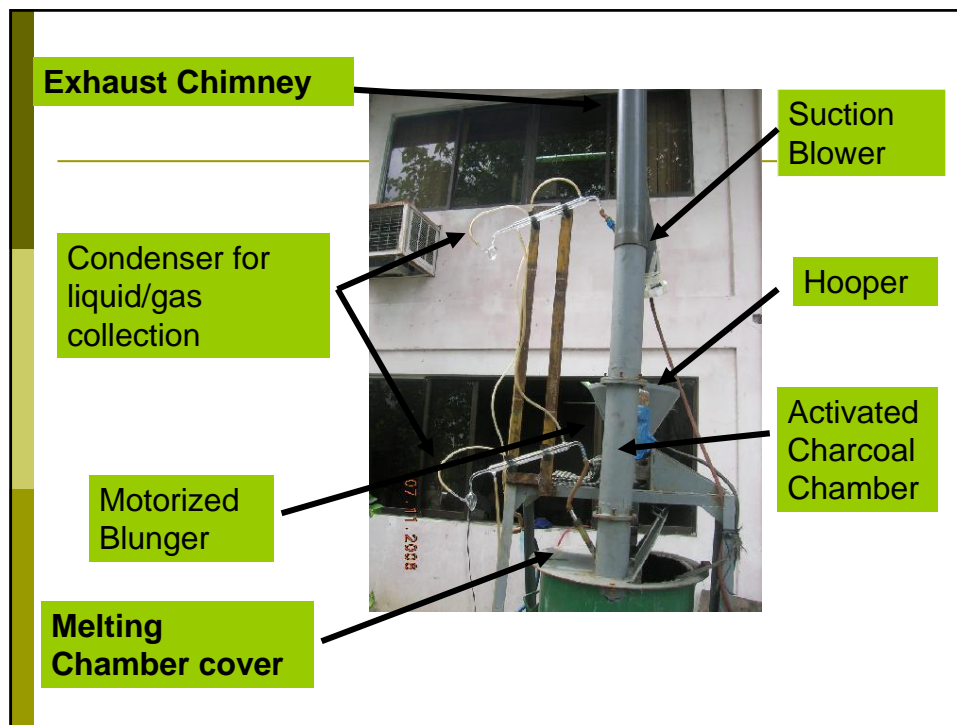 Exhaust Chimney
Suction
Blower
Condenser for
liquid/gas
collection
Hooper
Activated
Charcoal
Chamber
Motorized
Blunger
Melting
Chamber cover
07.11.2008